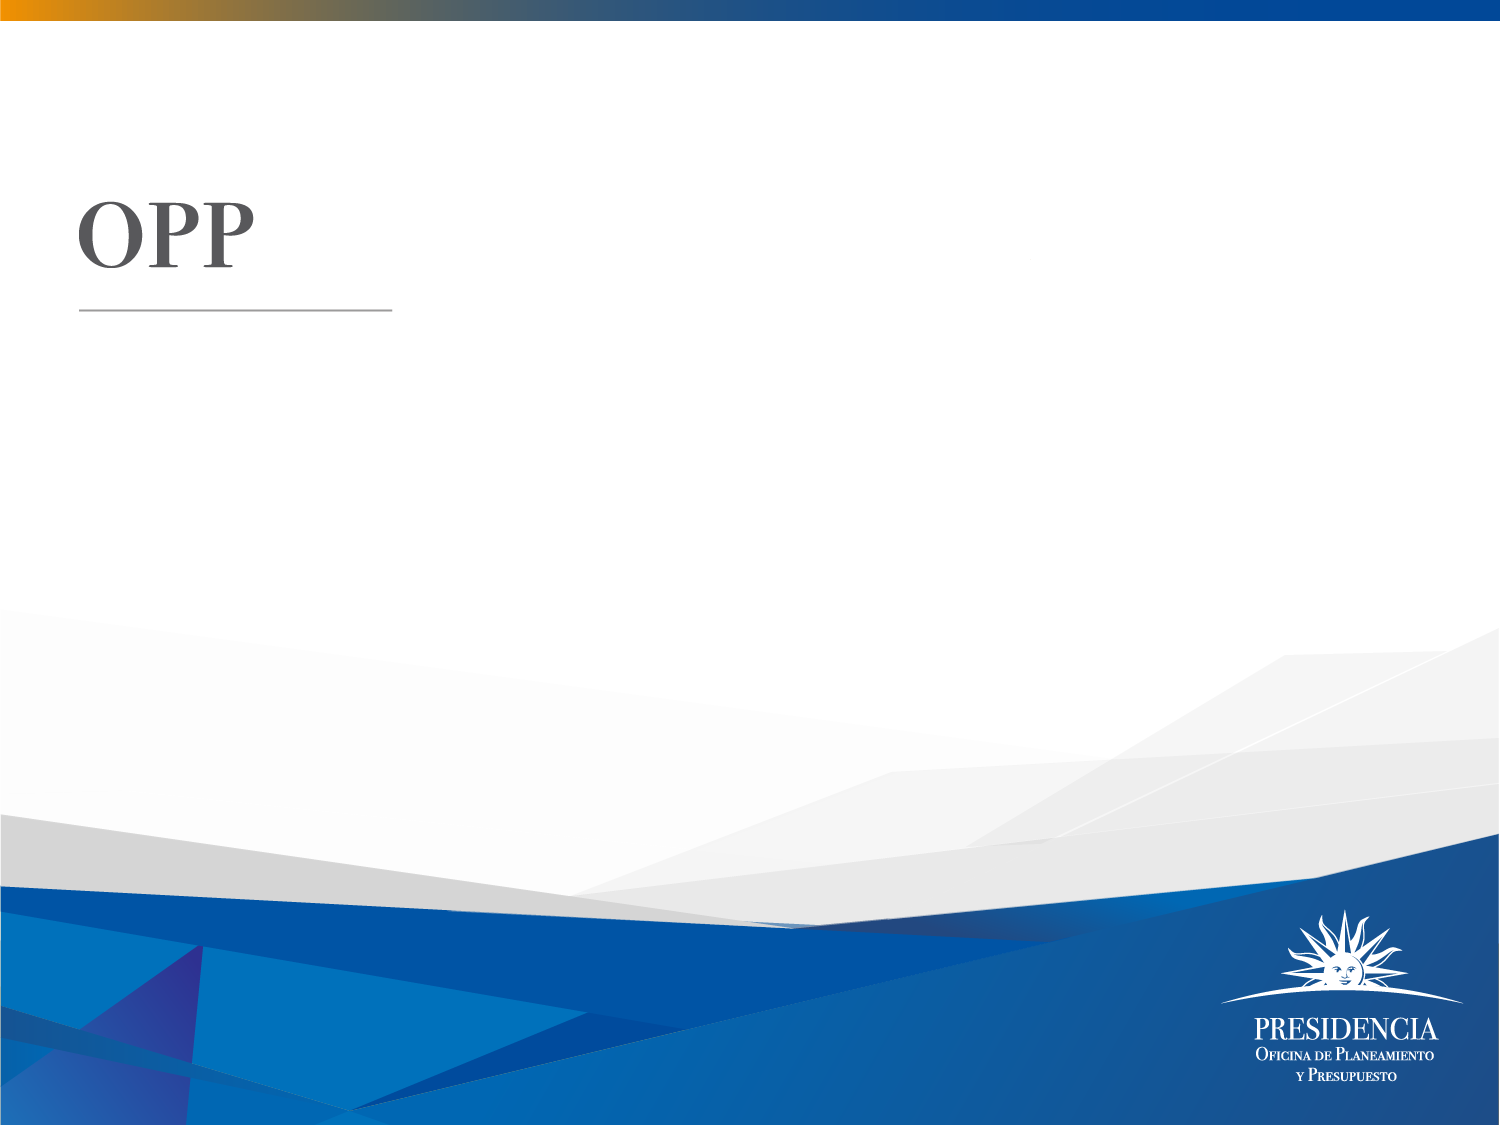 OPP
PRESIDENCIA
OFICINA DE PLANEAMIENTO
Y PRESUPUESTO